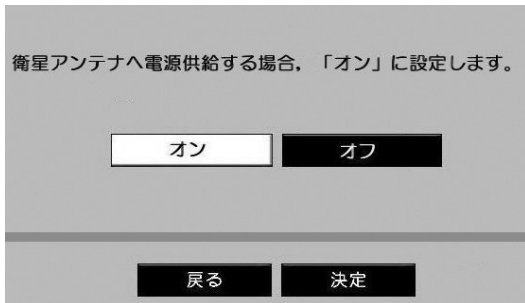 衛星アンテナへ電源供給する場合，「オン」に設定します。
オン オフ
戻る 決定